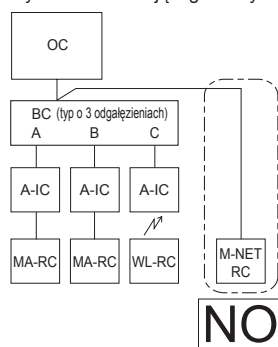 OC
BC (typ o 3 odgałęzieniach)
A B C
A-IC A-IC A-IC
MA-RC MA-RC WL-RC
M-NET
RC
NO